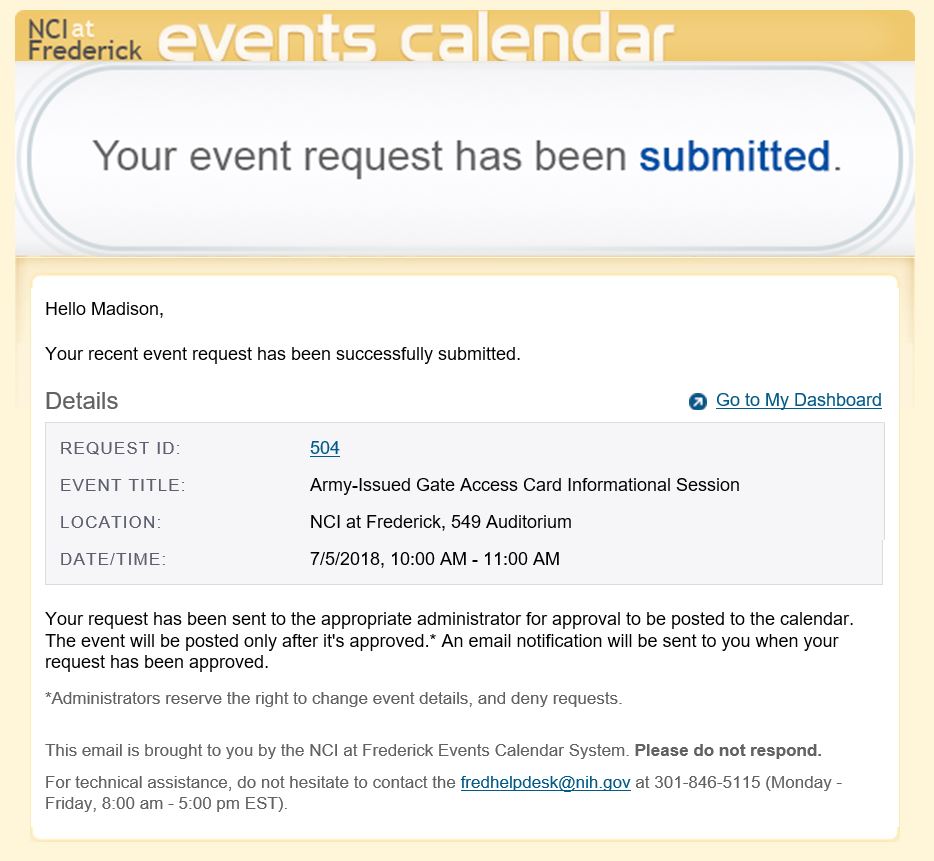 NCI at
Frederick events calendar
Your event request has been submitted.
Hello Madison,
Your recent event request has been successfully submitted.
Details Go to My Dashboard
REQUEST ID: 504
EVENT TITLE: Army-Issued Gate Access Card Informational Session
LOCATION: NCI at Frederick, 549 Auditorium
DATE/TIME: 7/5/2018, 10:00 AM - 11:00 AM
Your request has been sent to the appropriate administrator for approval to be posted to the calendar.
The event will be posted only after it's approved.* An email notification will be sent to you when your
request has been approved.
*Administrators reserve the right to change event details, and deny requests.
This email is brought to you by the NCI at Frederick Events Calendar System. Please do not respond.
For technical assistance, do not hesitate to contact the fredhelpdesk@nih.gov at 301-846-5115 (Monday -
Friday, 8:00 am - 5:00 pm EST).